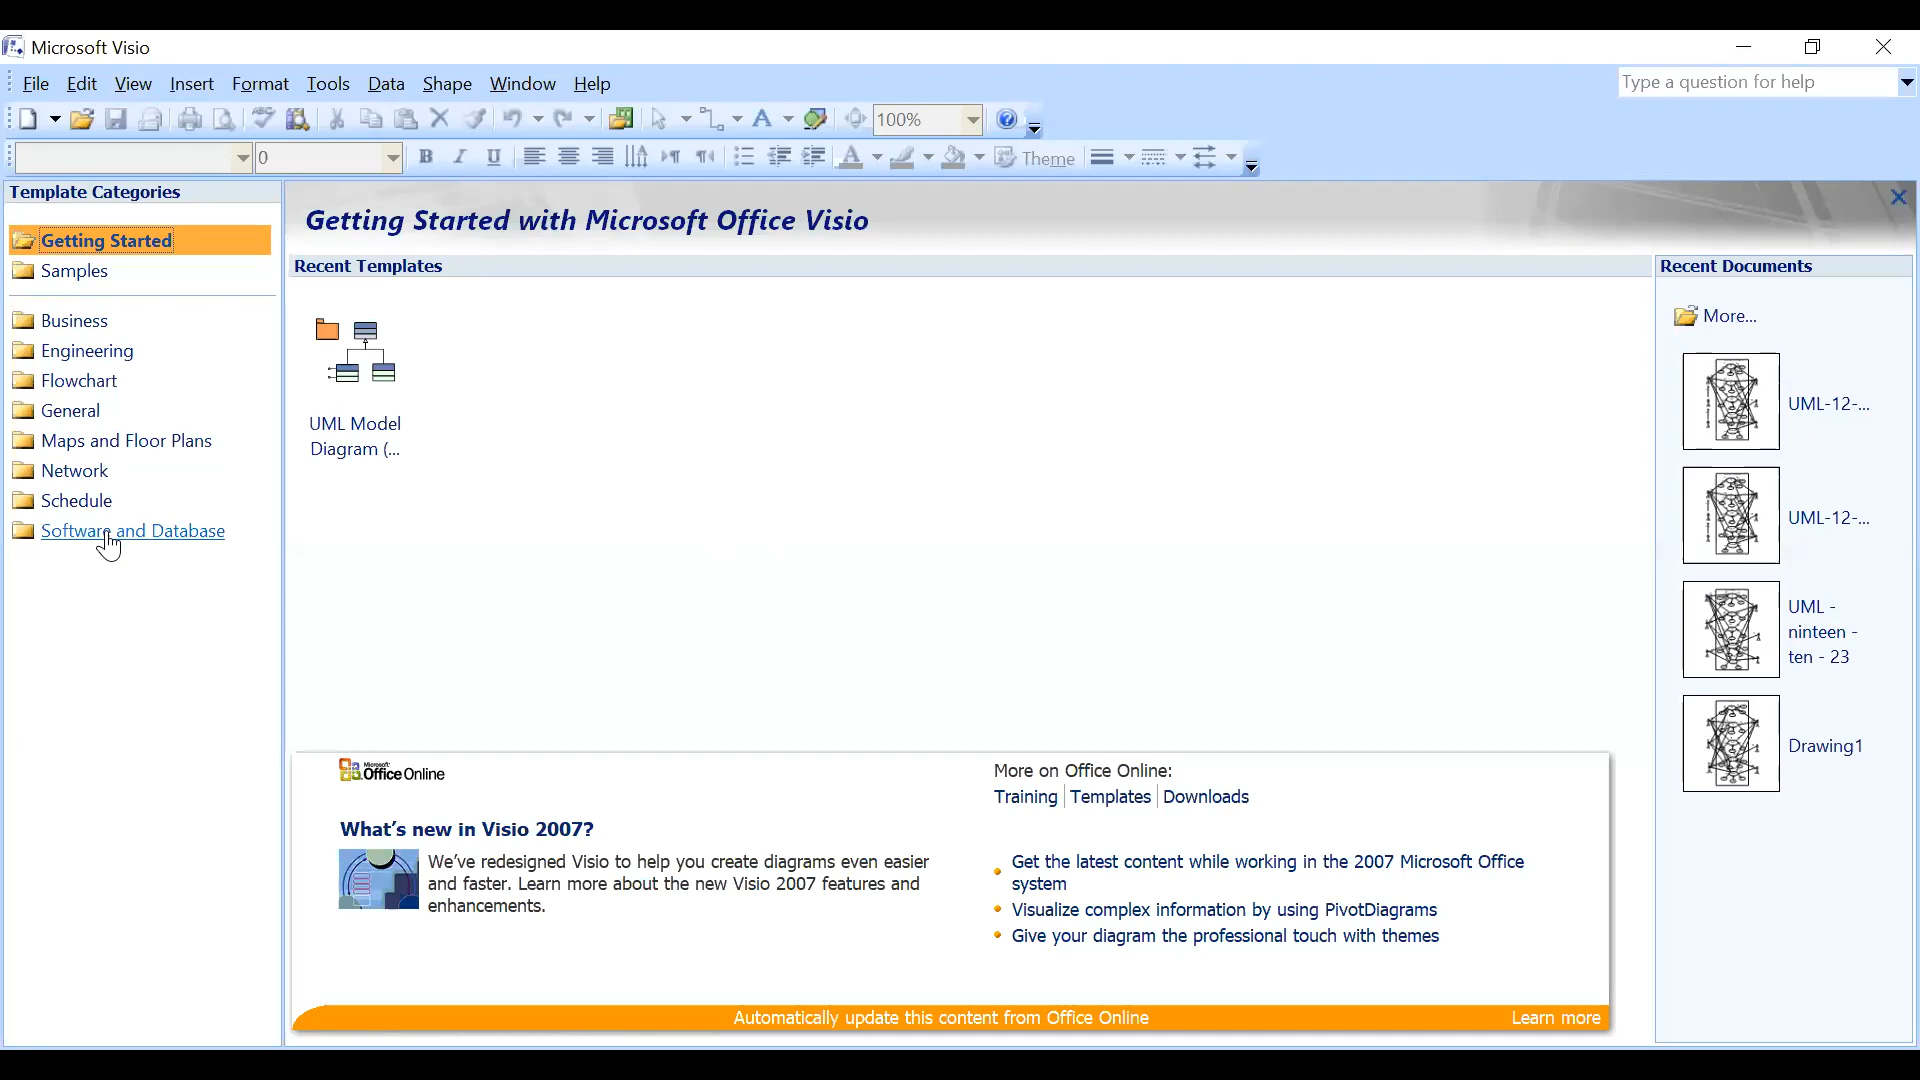 Microsoft Visio
File Edit View Insert Format Tools Data Shape Window Help
Type a question for help
100%
0
B I U
Theme
Template Categories
Getting Started
Samples
Business
Engineering
Flowchart
General
Maps and Floor Plans
Network
Schedule
Software and Database
Getting Started with Microsoft Office Visio
Recent Templates
UML Model
Diagram (...
Recent Documents
More...
UML-12-...
UML-12-...
UML -
ninteen -
ten - 23
Drawing1
Microsoft
Office Online
What's new in Visio 2007?
We've redesigned Visio to help you create diagrams even easier
and faster. Learn more about the new Visio 2007 features and
enhancements.
More on Office Online:
Training Templates Downloads
Get the latest content while working in the 2007 Microsoft Office
system
Visualize complex information by using PivotDiagrams
Give your diagram the professional touch with themes
Automatically update this content from Office Online
Learn more